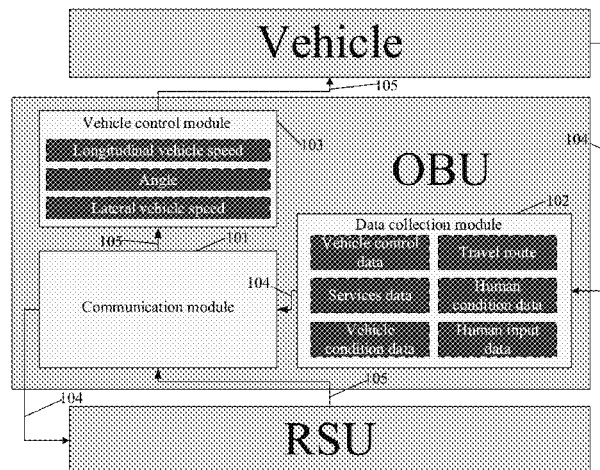 Vehicle
105
Vehicle control module
103
Longitudinal vehicle speed
Angle
Lateral vehicle speed
OBU
104
102
105
101
Data collection module
Vehicle control
data
Travel route
Services data
Human
condition data
Vehicle
condition data
Human input
data
104
Communication module
104
105
RSU